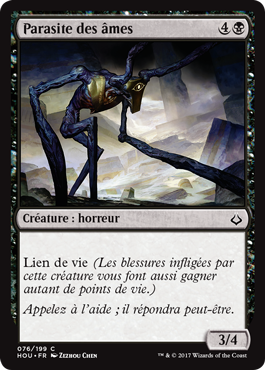 Parasite des âmes 4
Créature : horreur
Lien de vie (Les blessures infligées par
cette créature vous font aussi gagner
autant de points de vie.)
Appelez à l'aide ; il répondra peut-être.
3/4
076/199 C
HOU • FR Zezhou Chen
™ & © 2017 Wizards of the Coast